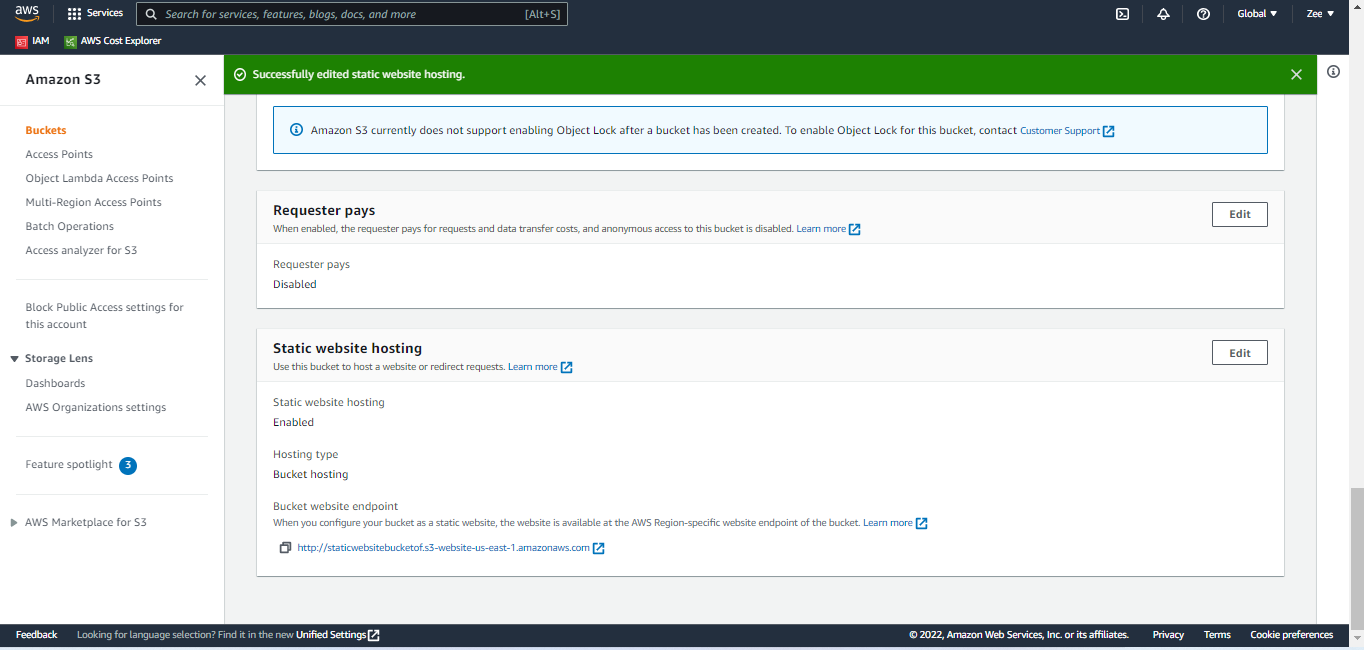 aws
Services
Search for services, features, blogs, docs, and more
[Alt+S]
Global
Zee
IAM
AWS Cost Explorer
Amazon S3
Buckets
Access Points
Object Lambda Access Points
Multi-Region Access Points
Batch Operations
Access analyzer for S3
Block Public Access settings for
this account
Storage Lens
Dashboards
AWS Organizations settings
Feature spotlight 3
AWS Marketplace for S3
Successfully edited static website hosting.
Amazon S3 currently does not support enabling Object Lock after a bucket has been created. To enable Object Lock for this bucket, contact Customer Support
Requester pays
Edit
When enabled, the requester pays for requests and data transfer costs, and anonymous access to this bucket is disabled. Learn more
Requester pays
Disabled
Static website hosting
Edit
Use this bucket to host a website or redirect requests. Learn more
Static website hosting
Enabled
Hosting type
Bucket hosting
Bucket website endpoint
When you configure your bucket as a static website, the website is available at the AWS Region-specific website endpoint of the bucket. Learn more
http://staticwebsitebucketof.s3-website-us-east-1.amazonaws.com
Feedback
Looking for language selection? Find it in the new Unified Settings
© 2022, Amazon Web Services, Inc. or its affiliates.
Privacy
Terms
Cookie preferences